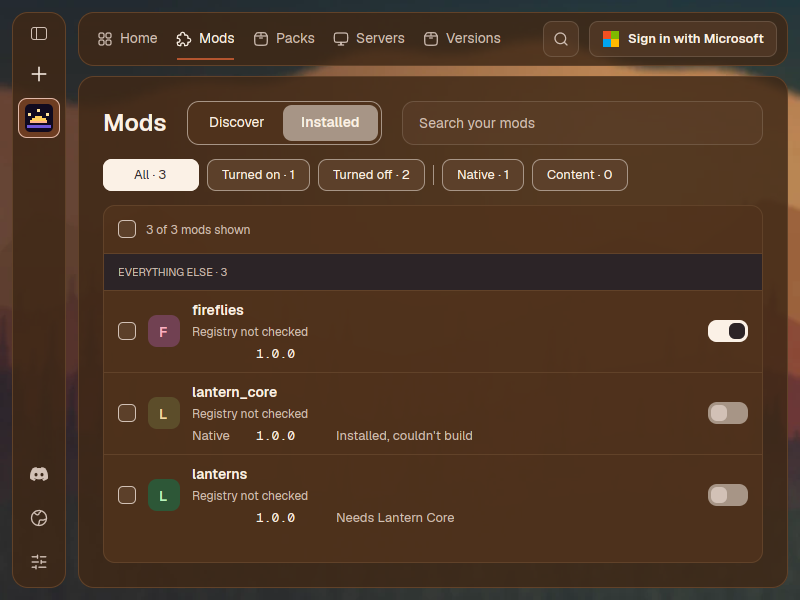 Home
Mods
Packs
Servers
Versions
Sign in with Microsoft
Mods
Discover
Installed
Search your mods
All · 3
Turned on · 1
Turned off · 2
Native · 1
Content · 0
3 of 3 mods shown
EVERYTHING ELSE · 3
F
fireflies
Registry not checked
1.0.0
L
lantern_core
Registry not checked
Native 1.0.0 Installed, couldn't build
L
lanterns
Registry not checked
1.0.0 Needs Lantern Core